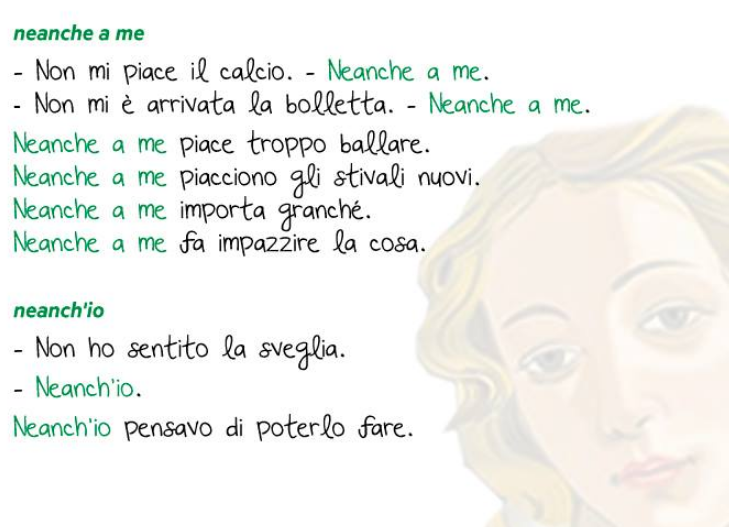 neanche a me
- Non mi piace il calcio. - Neanche a me.
- Non mi è arrivata la bolletta. - Neanche a me.
Neanche a me piace troppo ballare.
Neanche a me piacciono gli stivali nuovi.
Neanche a me importa granché.
Neanche a me fa impazzire la cosa.
neanch'io
- Non ho sentito la sveglia.
- Neanch'io.
Neanch'io pensavo di poterlo fare.